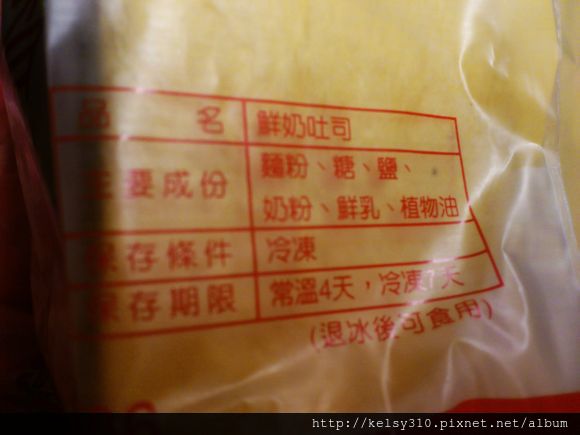 品名 鮮奶吐司
主要成份 麵粉、糖、鹽、
奶粉、鮮乳、植物油
保存條件 冷凍
保存期限 常溫4天，冷凍7天
(退冰後可食用)
http://kelsy310.pixnet.net/album